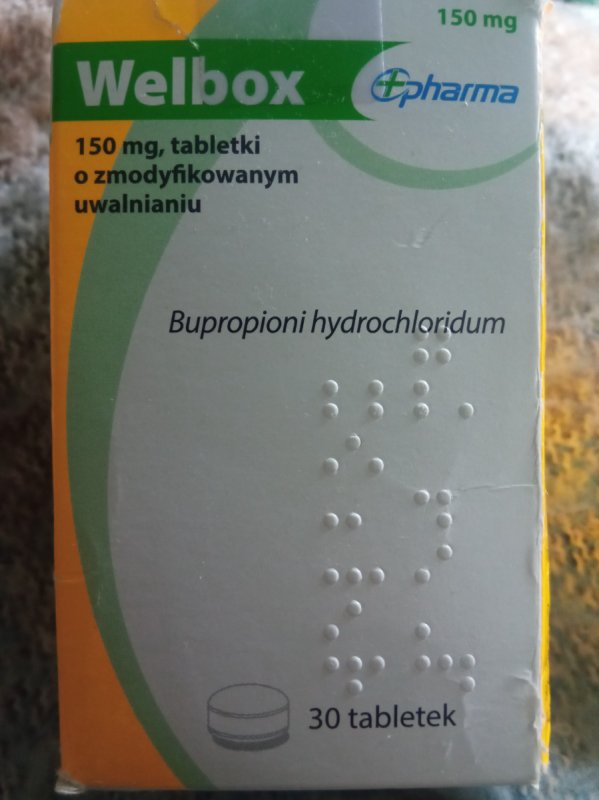 150 mg
Welbox
+pharma
150 mg, tabletki
o zmodyfikowanym
uwalnianiu
Bupropioni hydrochloridum
30 tabletek